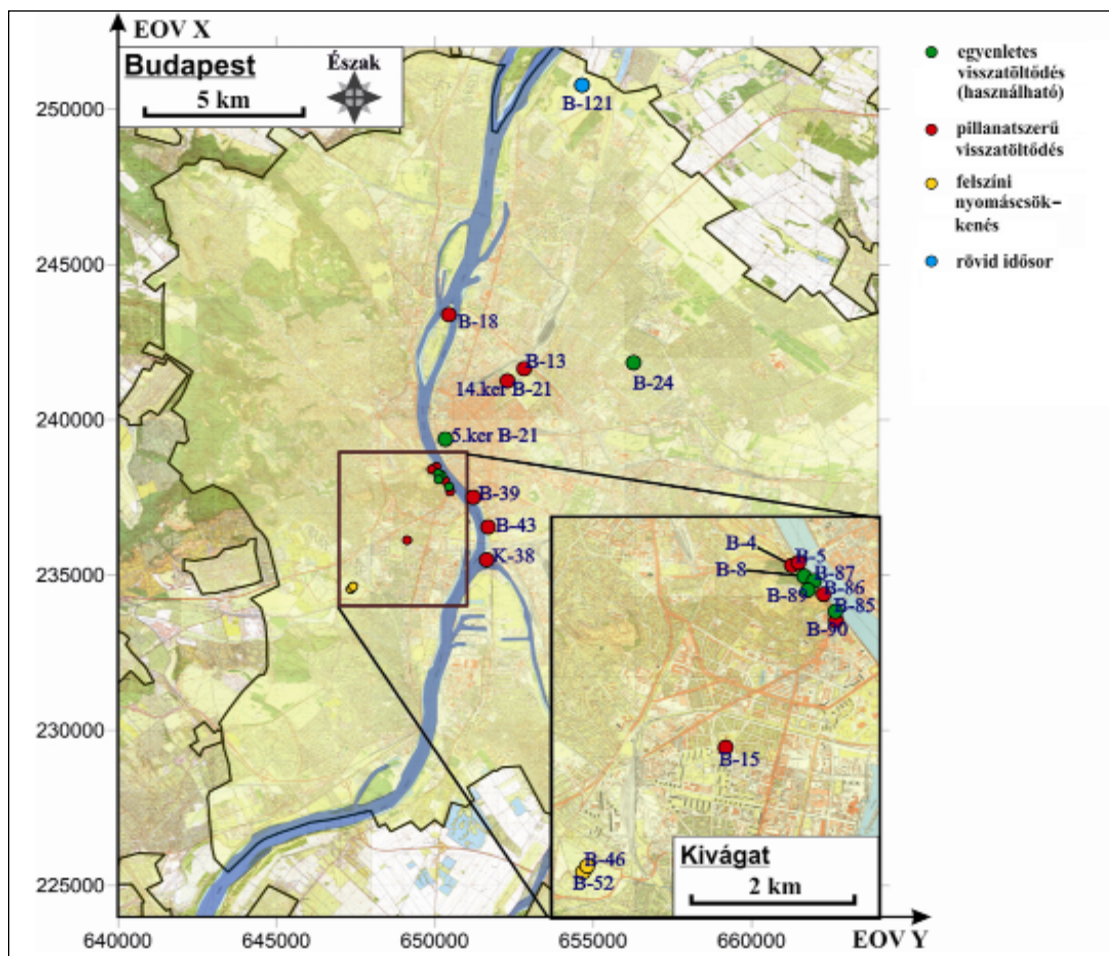 EOV X
Budapest
Észak
5 km
250000
245000
240000
235000
230000
225000
640000
645000
650000
655000
660000
EOV Y
B-121
B-18
B-13
14.ker B-21
B-24
5.ker B-21
B-39
B-43
K-38
B-4
B-5
B-8
B-87
B-89
B-86
B-85
B-90
B-15
B-46
B-52
Kivágat
2 km
egyenletes
visszatöltődés
(használható)
pillanatszerű
visszatöltődés
felszíni
nyomáscsök-
kenés
rövid idősor